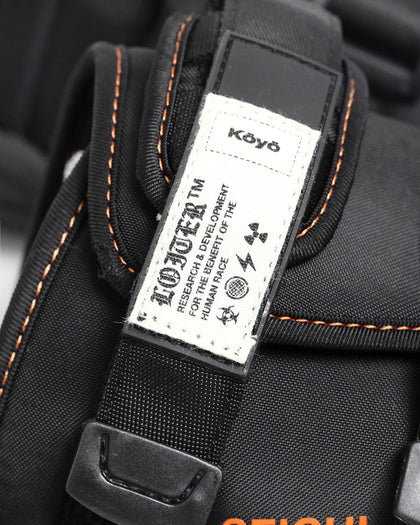 Kōyō
LOITER™
RESEARCH & DEVELOPMENT
FOR THE BENEFIT OF THE
HUMAN RACE